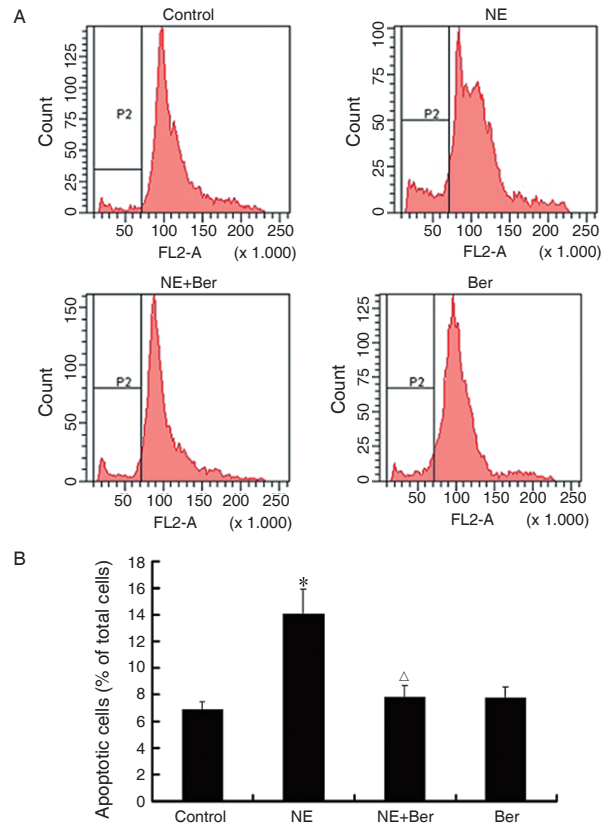 A
Control
Count
125
100
75
50
25
0
P2
50 100 150 200 250
FL2-A (x 1.000)
NE
Count
100
75
50
25
0
P2
50 100 150 200 250
FL2-A (x 1.000)
NE+Ber
Count
150
100
50
0
P2
50 100 150 200 250
FL2-A (x 1.000)
Ber
Count
125
100
75
50
25
0
P2
50 100 150 200 250
FL2-A (x 1.000)
B
Apoptotic cells (% of total cells)
18
16
14
12
10
8
6
4
2
0
*
△
Control NE NE+Ber Ber